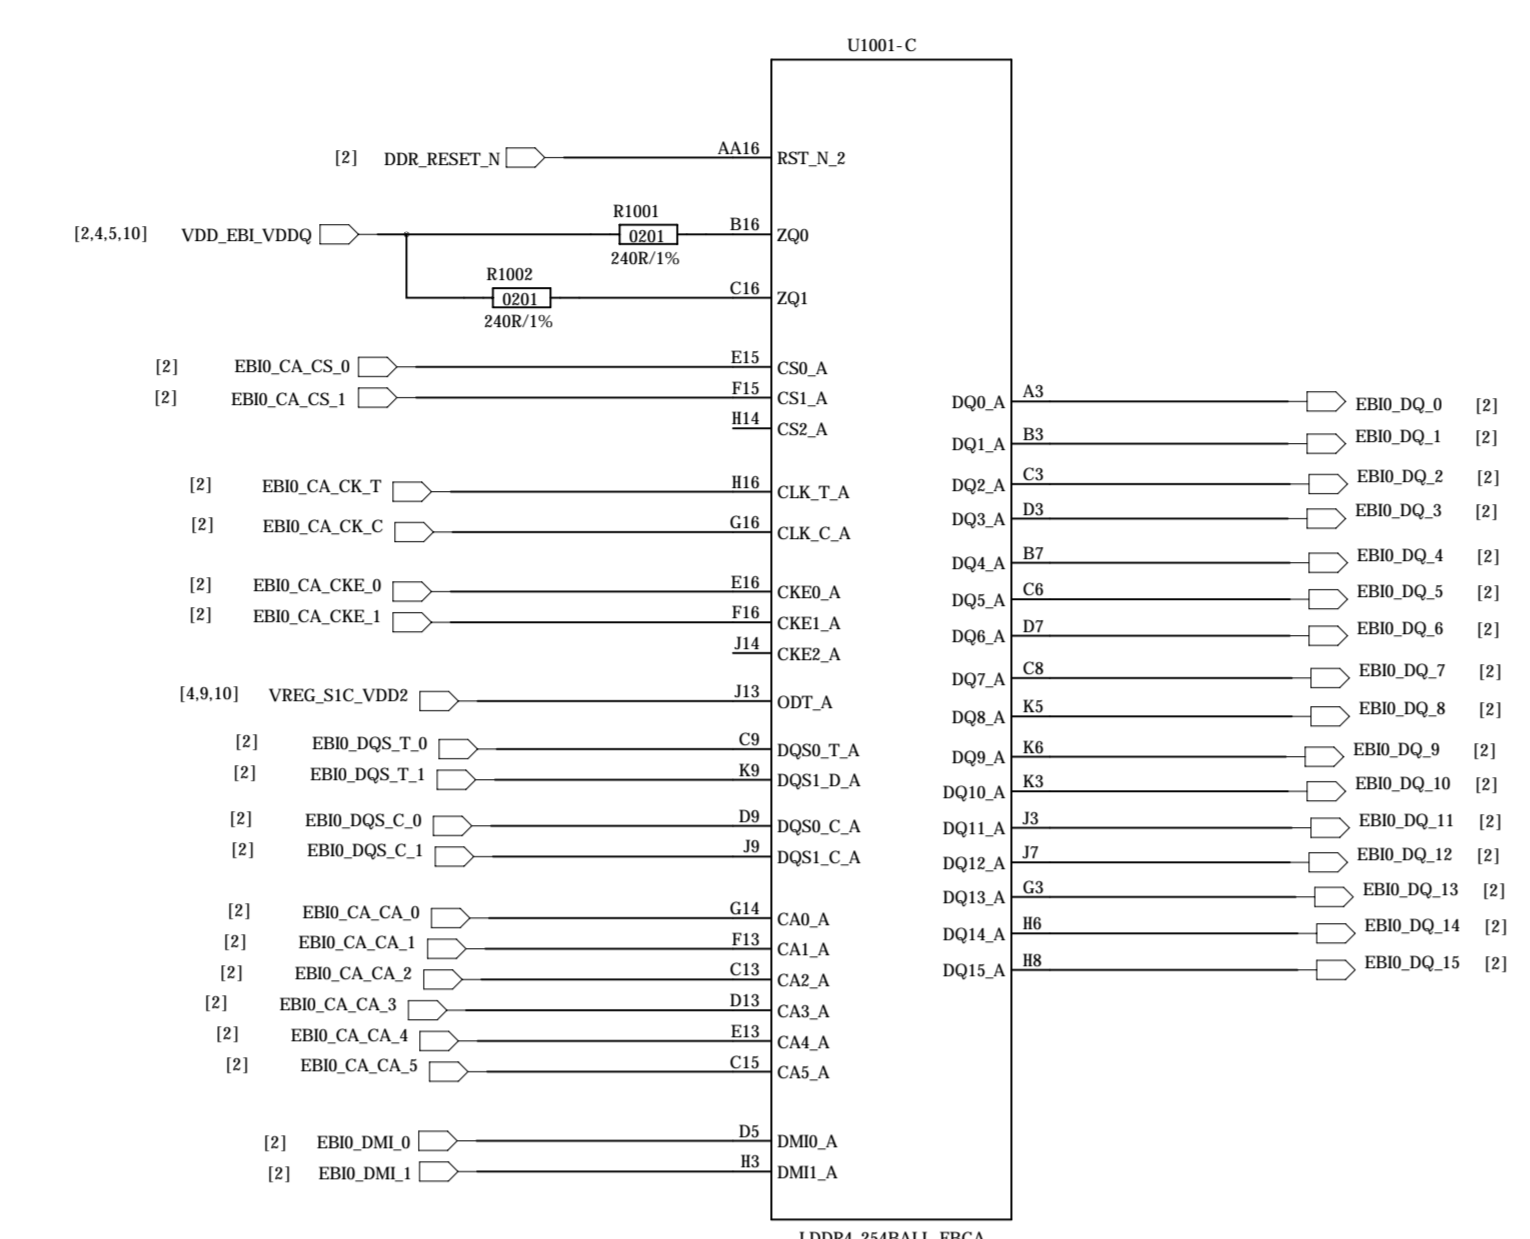 U1001-C
[2] DDR_RESET_N AA16 RST_N_2
R1001
[2,4,5,10] VDD_EBI_VDDQ 0201 B16 ZQ0
240R/1%
R1002
0201 C16 ZQ1
240R/1%
[2] EBI0_CA_CS_0 E15 CS0_A
[2] EBI0_CA_CS_1 F15 CS1_A
H14 CS2_A
[2] EBI0_CA_CK_T H16 CLK_T_A
[2] EBI0_CA_CK_C G16 CLK_C_A
[2] EBI0_CA_CKE_0 E16 CKE0_A
[2] EBI0_CA_CKE_1 F16 CKE1_A
J14 CKE2_A
[4,9,10] VREG_S1C_VDD2 J13 ODT_A
[2] EBI0_DQS_T_0 C9 DQS0_T_A
[2] EBI0_DQS_T_1 K9 DQS1_D_A
[2] EBI0_DQS_C_0 D9 DQS0_C_A
[2] EBI0_DQS_C_1 J9 DQS1_C_A
[2] EBI0_CA_CA_0 G14 CA0_A
[2] EBI0_CA_CA_1 F13 CA1_A
[2] EBI0_CA_CA_2 C13 CA2_A
[2] EBI0_CA_CA_3 D13 CA3_A
[2] EBI0_CA_CA_4 E13 CA4_A
[2] EBI0_CA_CA_5 C15 CA5_A
[2] EBI0_DMI_0 D5 DMI0_A
[2] EBI0_DMI_1 H3 DMI1_A
DQ0_A A3 EBI0_DQ_0 [2]
DQ1_A B3 EBI0_DQ_1 [2]
DQ2_A C3 EBI0_DQ_2 [2]
DQ3_A D3 EBI0_DQ_3 [2]
DQ4_A B7 EBI0_DQ_4 [2]
DQ5_A C6 EBI0_DQ_5 [2]
DQ6_A D7 EBI0_DQ_6 [2]
DQ7_A C8 EBI0_DQ_7 [2]
DQ8_A K5 EBI0_DQ_8 [2]
DQ9_A K6 EBI0_DQ_9 [2]
DQ10_A K3 EBI0_DQ_10 [2]
DQ11_A J3 EBI0_DQ_11 [2]
DQ12_A J7 EBI0_DQ_12 [2]
DQ13_A G3 EBI0_DQ_13 [2]
DQ14_A H6 EBI0_DQ_14 [2]
DQ15_A H8 EBI0_DQ_15 [2]